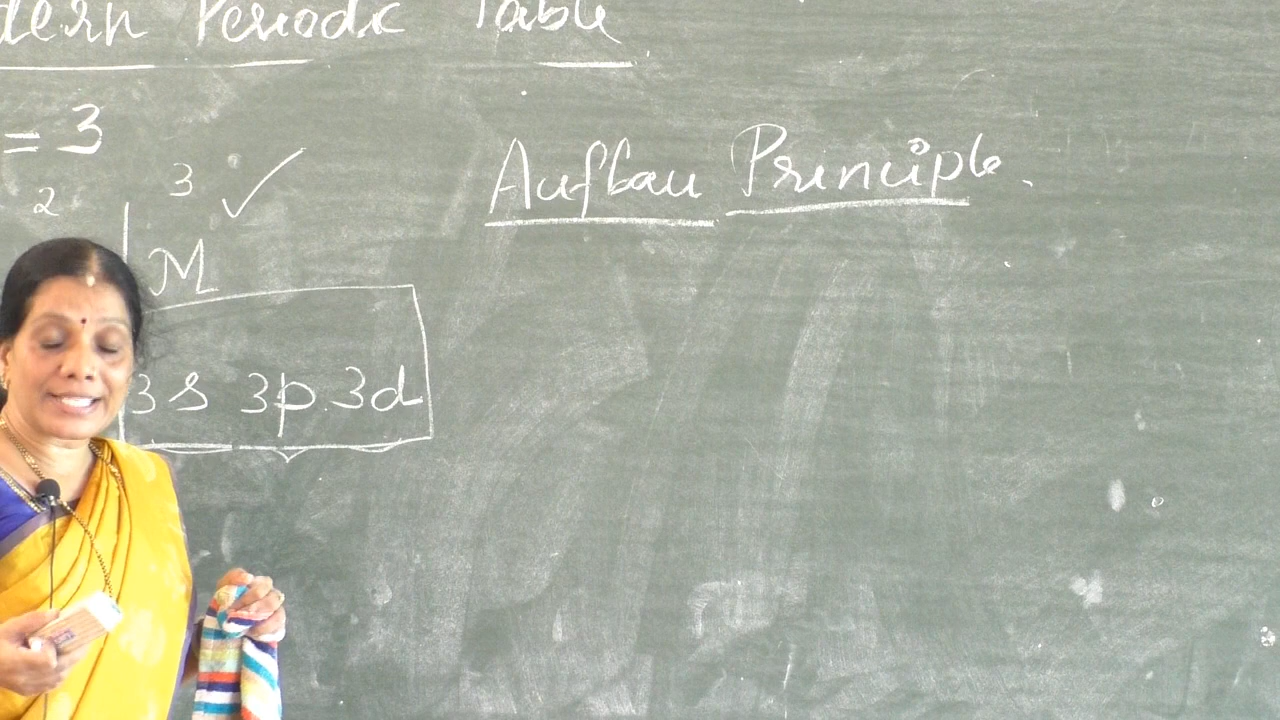 dern Periodic Table
= 3
2 3 ✓
M
3s 3p 3d
Aufbau Principle.